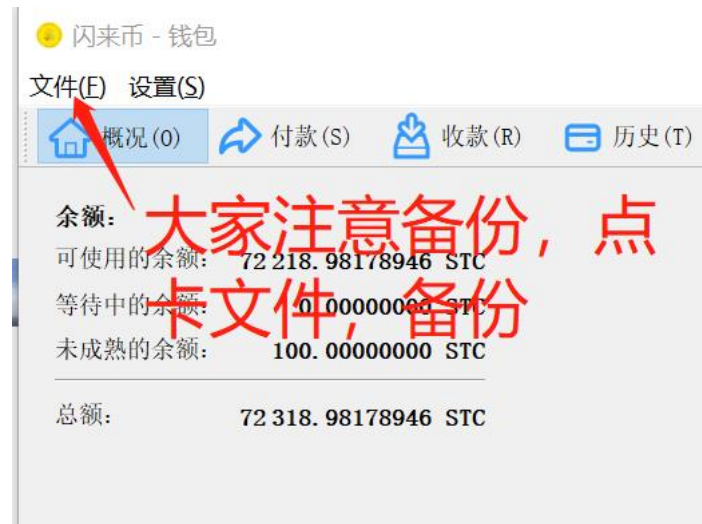 闪来币 - 钱包
文件(F) 设置(S)
概况(O) 付款(S) 收款(R) 历史(T)
大家注意备份，点
卡文件，备份
余额:
可使用的余额: 72 218.98178946 STC
等待中的余额: 0.00000000 STC
未成熟的余额: 100.00000000 STC
总额: 72 318.98178946 STC